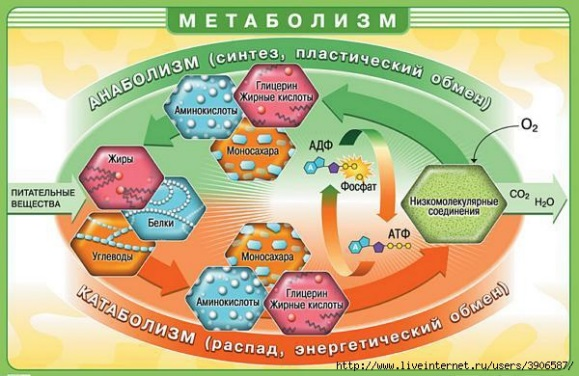 МЕТАБОЛИЗМ
АНАБОЛИЗМ (синтез, пластический обмен)
Глицерин
Жирные кислоты
Аминокислоты
Моносахара
АДФ
Фосфат
O₂
Жиры
ПИТАТЕЛЬНЫЕ
ВЕЩЕСТВА
Белки
Углеводы
Низкомолекулярные
соединения
CO₂
H₂O
АТФ
Моносахара
Аминокислоты
Глицерин
Жирные кислоты
КАТАБОЛИЗМ (распад, энергетический обмен)
А
А
http://www.liveinternet.ru/users/3906587/